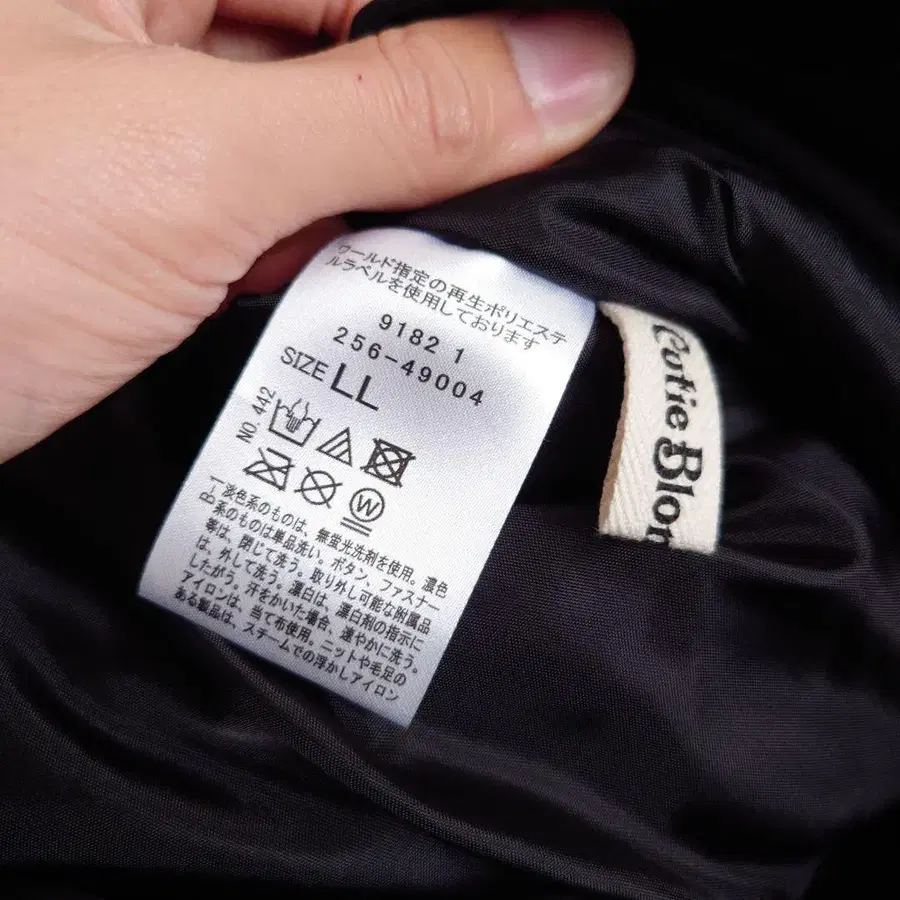 ワールド指定の再生ポリエステ
ルラベルを使用しております
9182 1
256-49004
SIZE LL
NO. 442
W
B-1
淡色系のものは、無蛍光洗剤を使用。濃色
系のものは単品洗い。ボタン、ファスナー
等は、閉じて洗う。取り外し可能な附属品
は、外して洗う。漂白は、漂白剤の指示に
したがう。汗をかいた場合、速やかに洗う。
アイロンは、当て布使用。ニットや毛足の
ある製品は、スチームでの浮かしアイロン
Cutie Blon